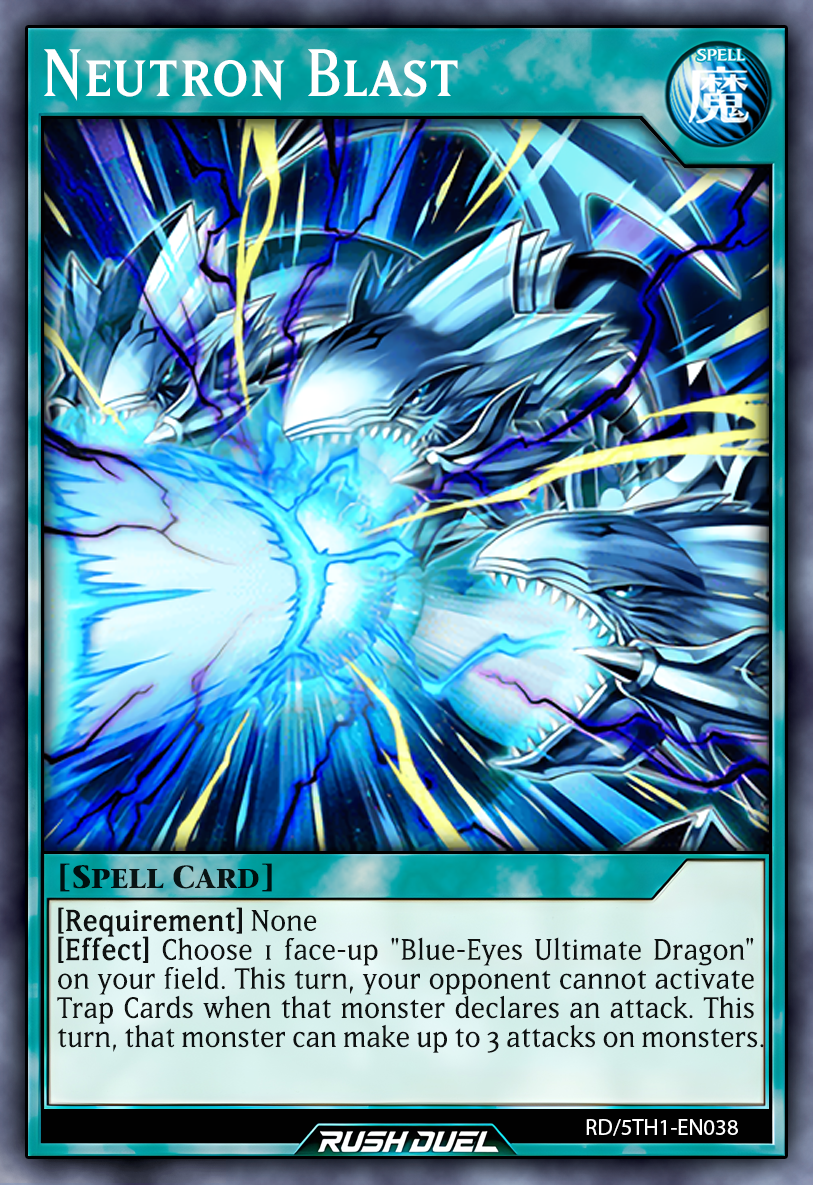 Neutron Blast
SPELL
魔
[Spell Card]
[Requirement] None
[Effect] Choose 1 face-up "Blue-Eyes Ultimate Dragon"
on your field. This turn, your opponent cannot activate
Trap Cards when that monster declares an attack. This
turn, that monster can make up to 3 attacks on monsters.
RD/5TH1-EN038
RUSH DUEL